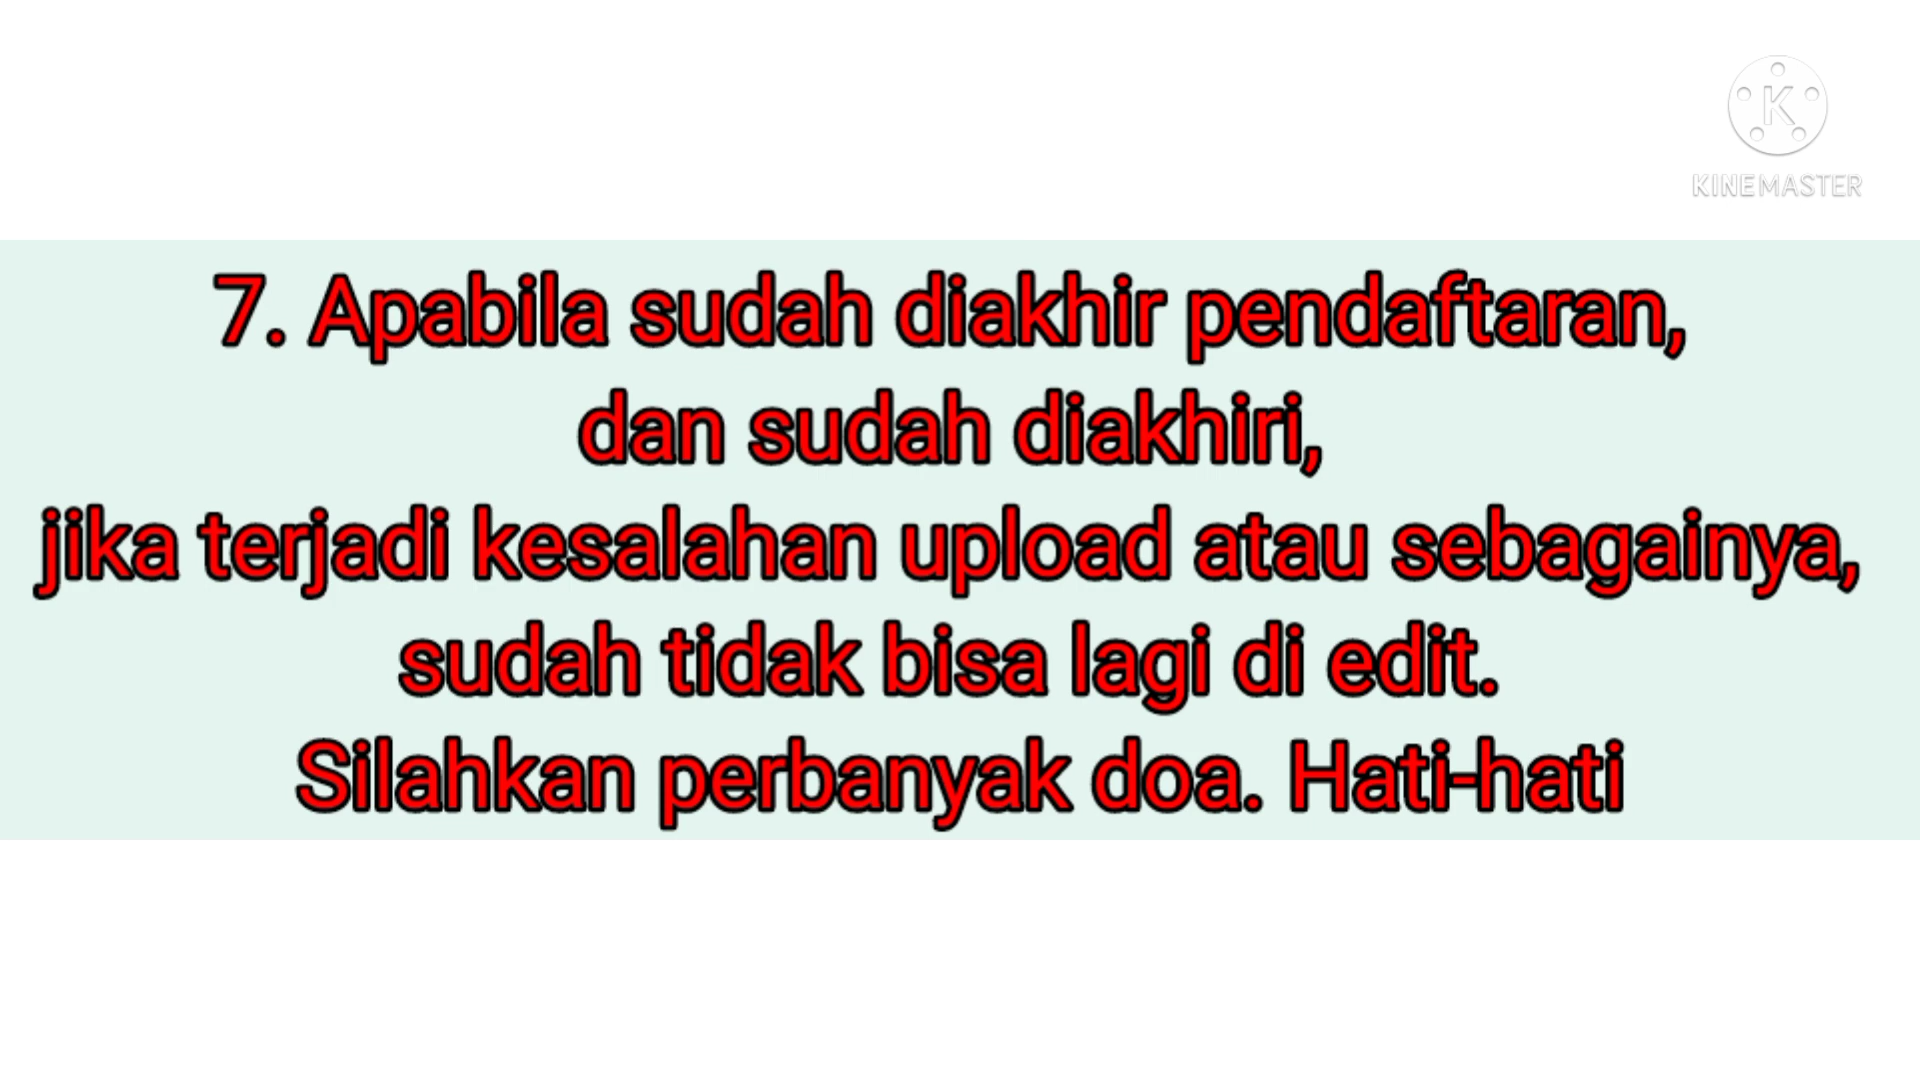 K
KINEMASTER
7. Apabila sudah diakhir pendaftaran,
dan sudah diakhiri,
jika terjadi kesalahan upload atau sebagainya,
sudah tidak bisa lagi di edit.
Silahkan perbanyak doa. Hati-hati